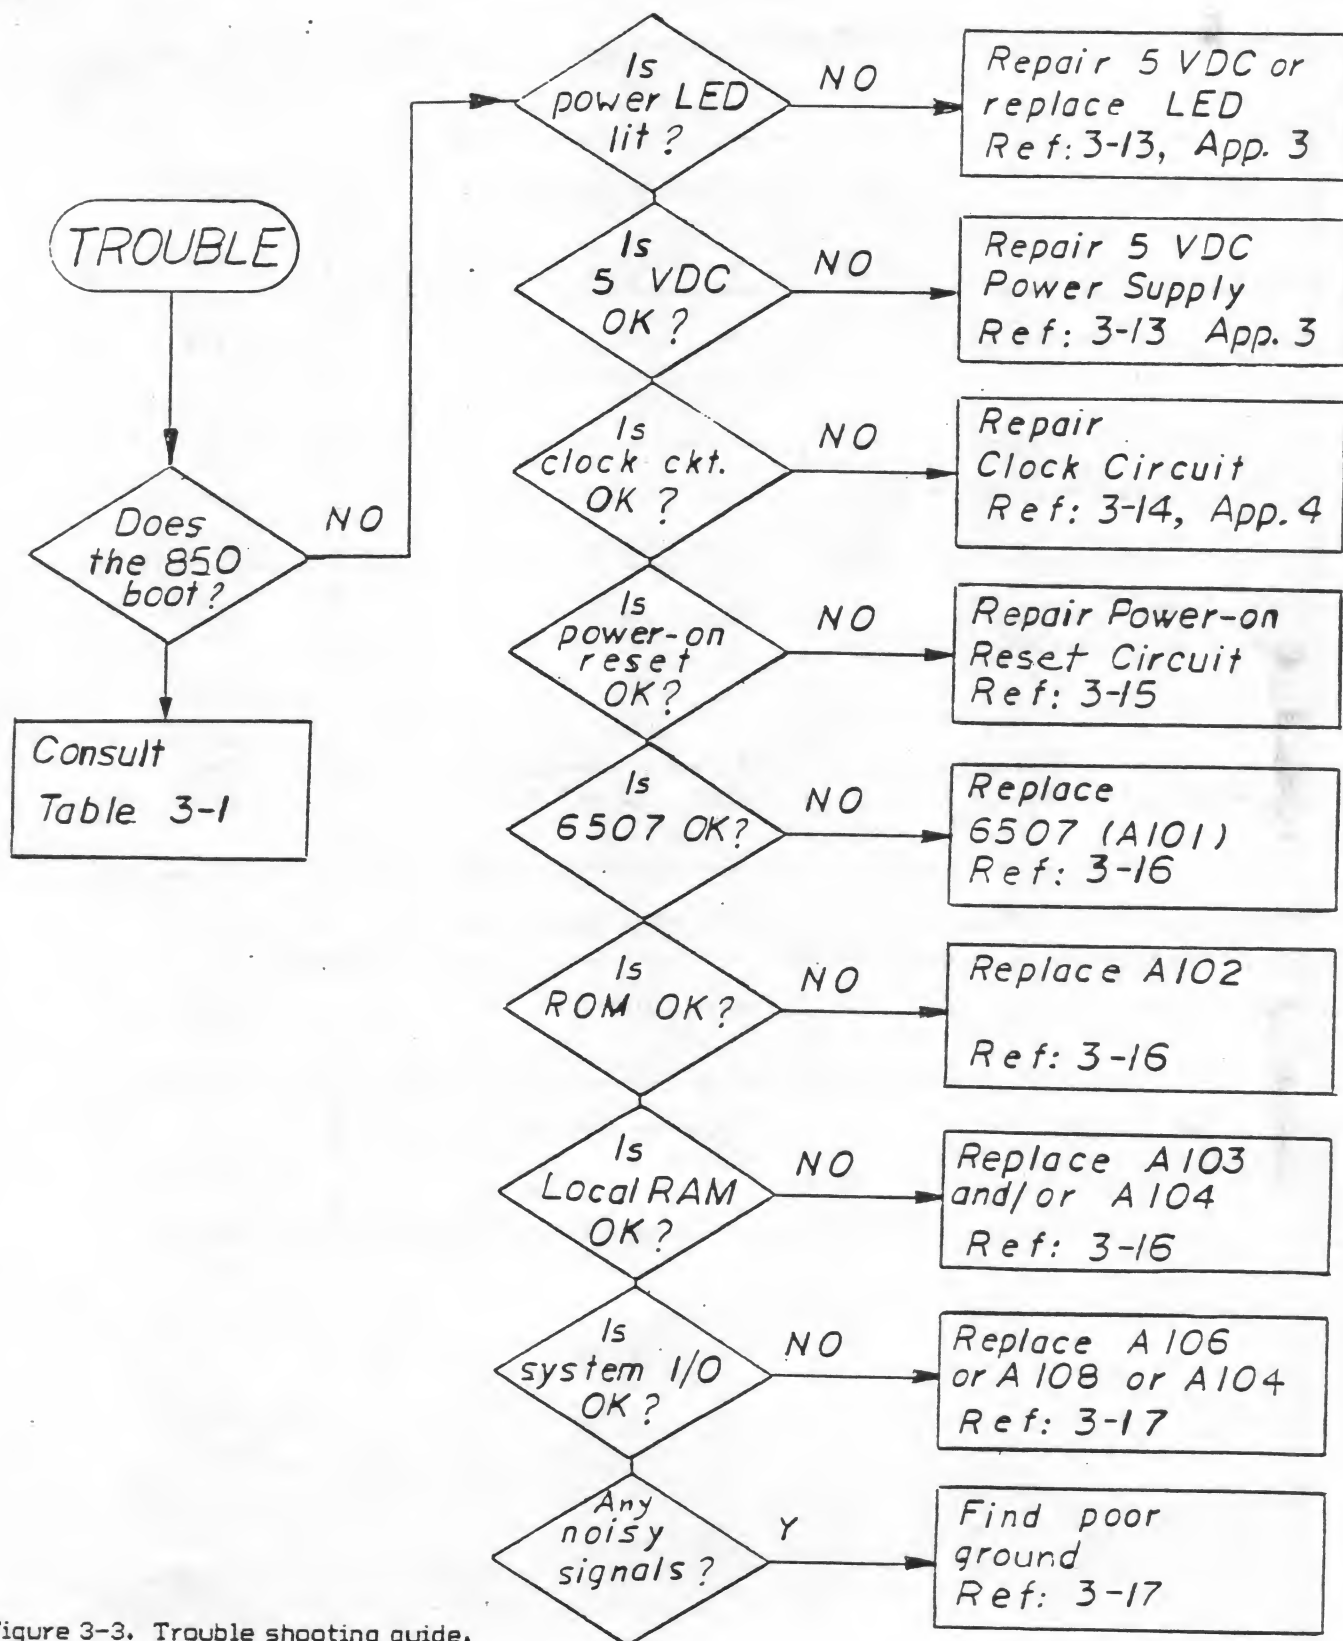 TROUBLE
Does
the 850
boot?
NO
Consult
Table 3-1
Is
power LED
lit?
NO
Repair 5 VDC or
replace LED
Ref: 3-13, App. 3
Is
5 VDC
OK?
NO
Repair 5 VDC
Power Supply
Ref: 3-13 App. 3
Is
clock ckt.
OK?
NO
Repair
Clock Circuit
Ref: 3-14, App. 4
Is
power-on
reset
OK?
NO
Repair Power-on
Reset Circuit
Ref: 3-15
Is
6507 OK?
NO
Replace
6507 (A101)
Ref: 3-16
Is
ROM OK?
NO
Replace A102
Ref: 3-16
Is
Local RAM
OK?
NO
Replace A103
and/or A104
Ref: 3-16
Is
system I/O
OK?
NO
Replace A106
or A108 or A104
Ref: 3-17
Any
noisy
signals?
Y
Find poor
ground
Ref: 3-17
igure 3-3. Trouble shooting guide.